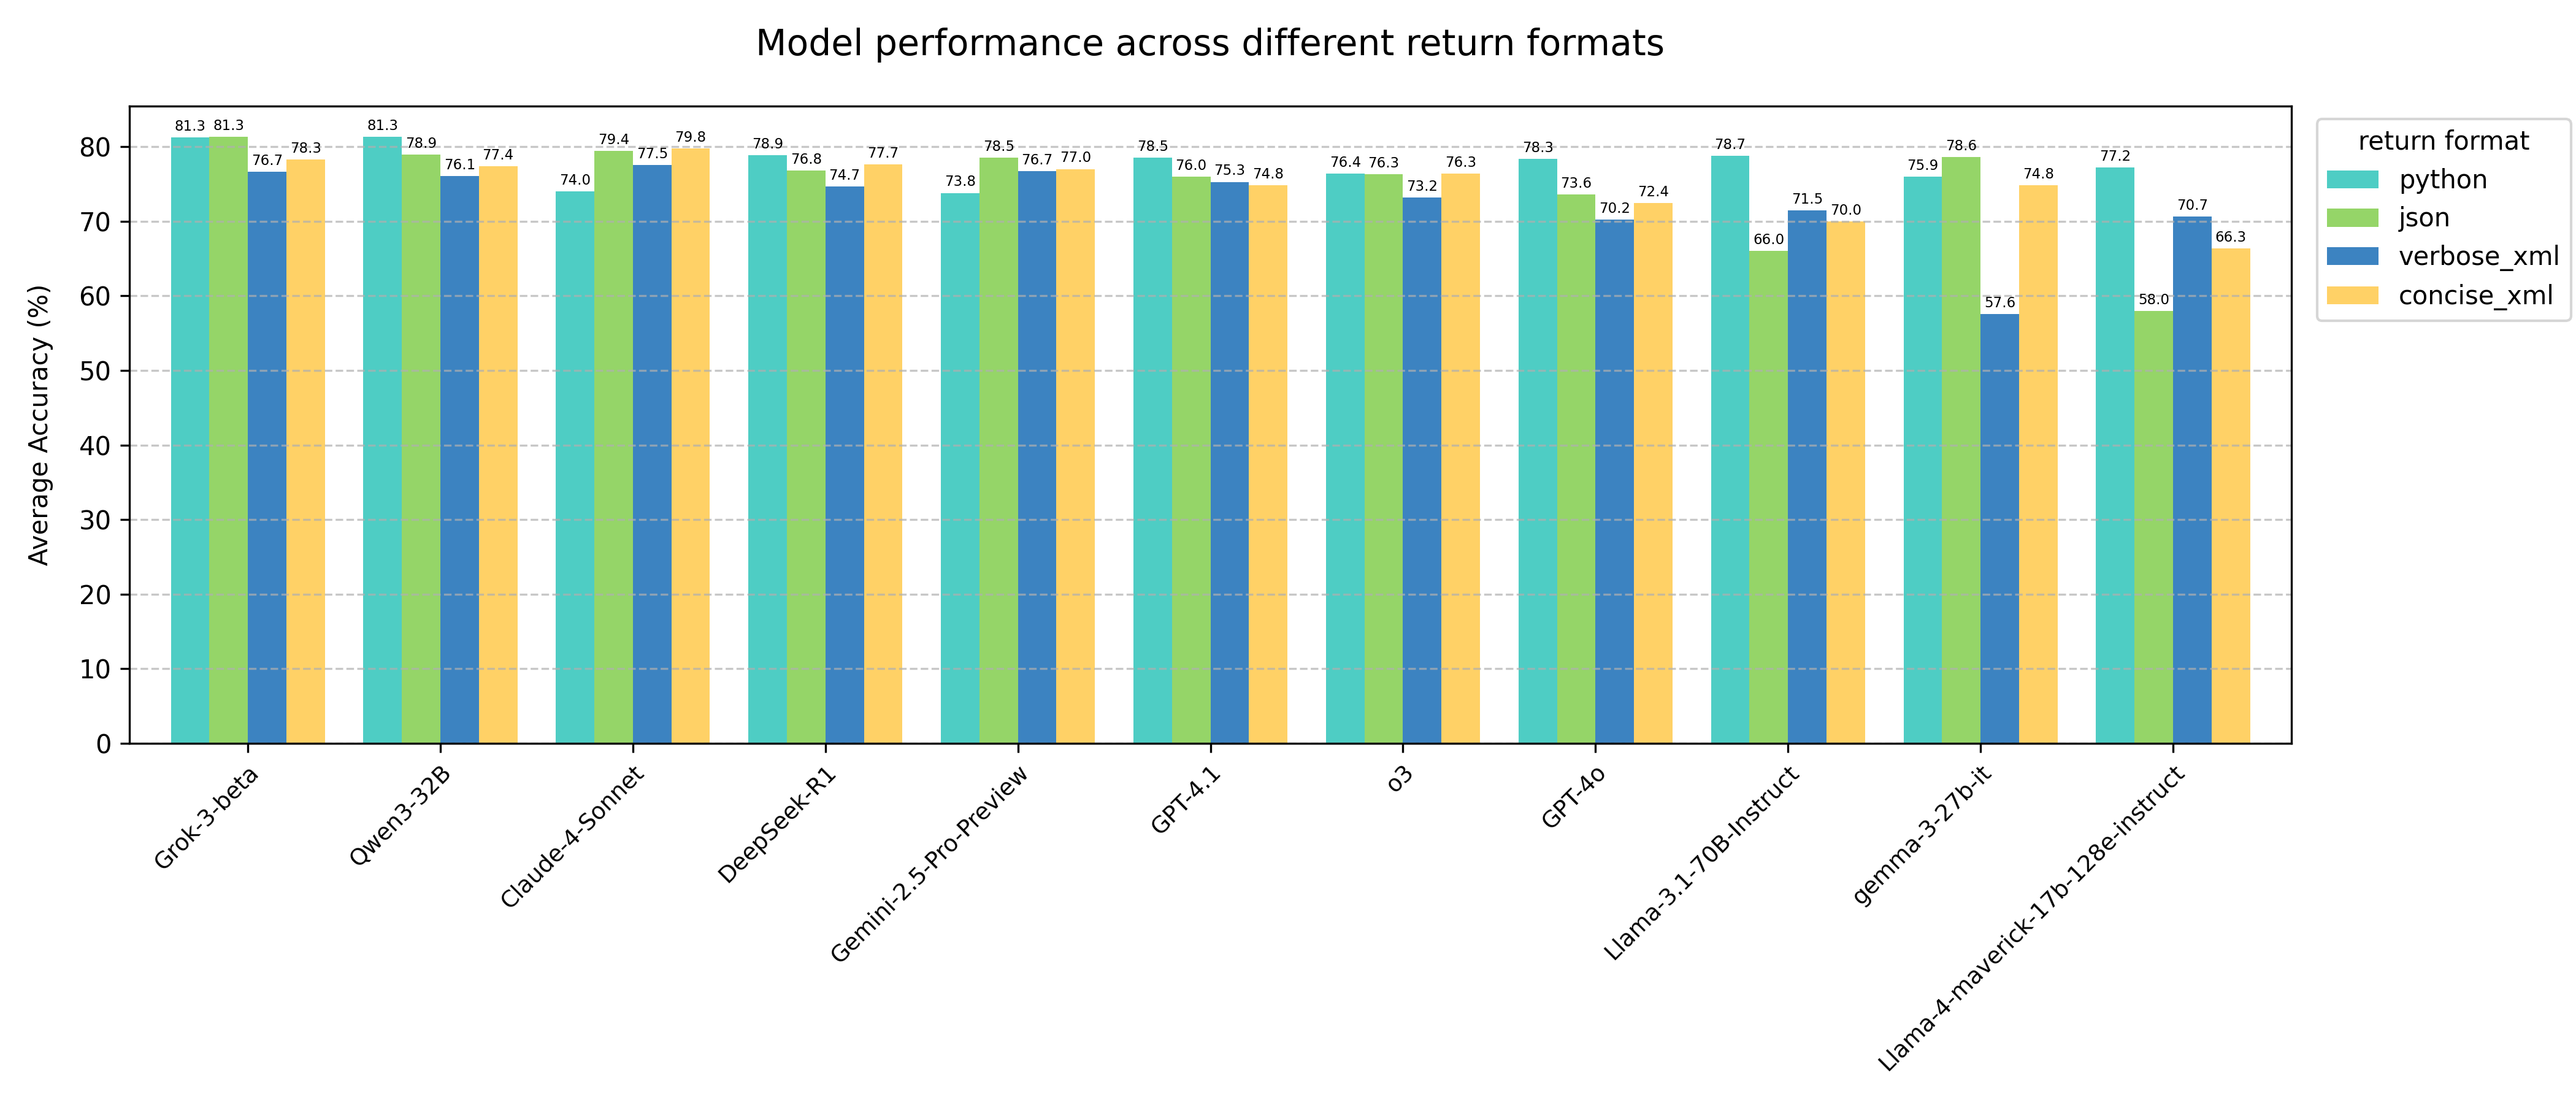 Model performance across different return formats
Average Accuracy (%)
80
70
60
50
40
30
20
10
0
81.3 81.3 76.7 78.3
81.3 78.9 76.1 77.4
74.0 79.4 77.5 79.8
78.9 76.8 74.7 77.7
73.8 78.5 76.7 77.0
78.5 76.0 75.3 74.8
76.4 76.3 73.2 76.3
78.3 73.6 70.2 72.4
78.7 66.0 71.5 70.0
75.9 78.6 57.6 74.8
77.2 58.0 70.7 66.3
Grok-3-beta
Qwen3-32B
Claude-4-Sonnet
DeepSeek-R1
Gemini-2.5-Pro-Preview
GPT-4.1
o3
GPT-4o
Llama-3.1-70B-Instruct
gemma-3-27b-it
Llama-4-maverick-17b-128e-instruct
return format
python
json
verbose_xml
concise_xml